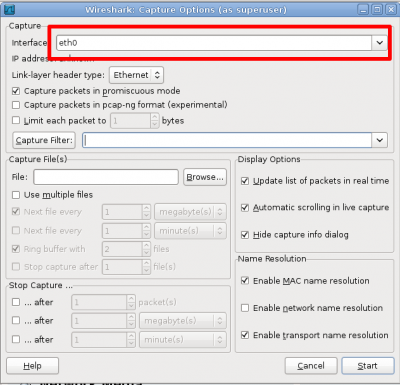 Wireshark: Capture Options (as superuser)
Capture
Interface: eth0
IP address:
Link-layer header type: Ethernet
Capture packets in promiscuous mode
Capture packets in pcap-ng format (experimental)
Limit each packet to 1 bytes
Capture Filter:
Capture File(s)
File: Browse...
Use multiple files
Next file every 1 megabyte(s)
Next file every 1 minute(s)
Ring buffer with 2 files
Stop capture after 1 file(s)
Stop Capture ...
... after 1 packet(s)
... after 1 megabyte(s)
... after 1 minute(s)
Display Options
Update list of packets in real time
Automatic scrolling in live capture
Hide capture info dialog
Name Resolution
Enable MAC name resolution
Enable network name resolution
Enable transport name resolution
Help
Cancel
Start